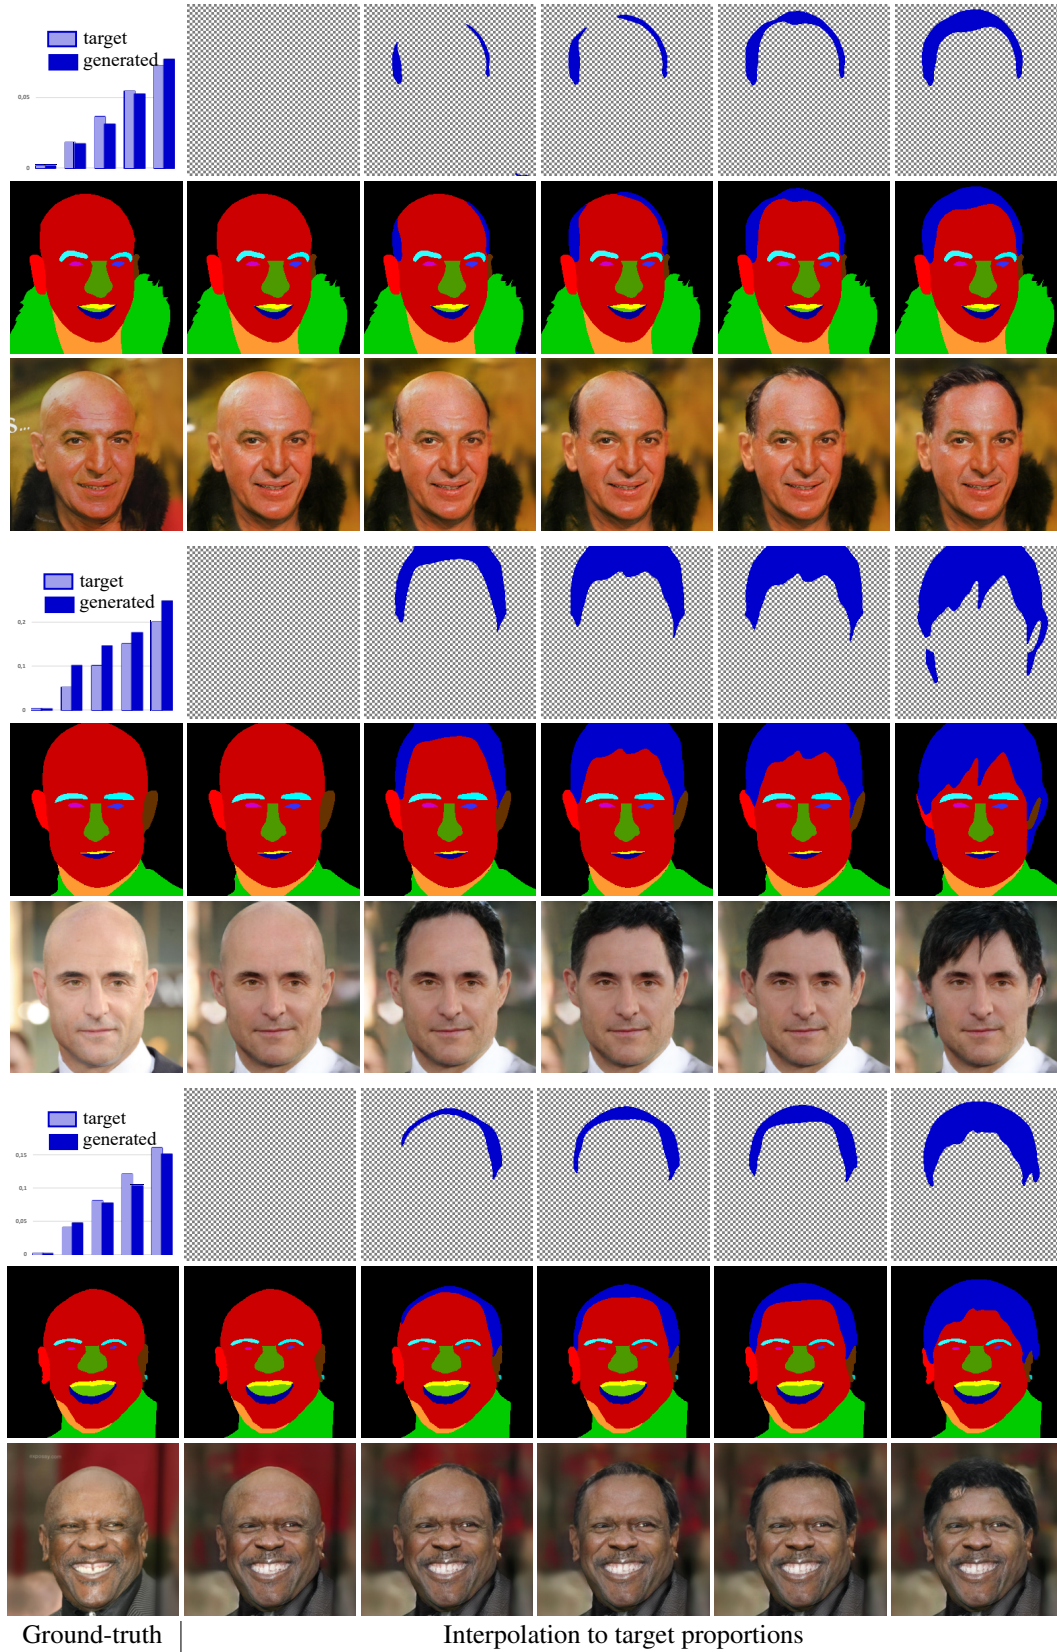 target
generated
0,05
0
S...
target
generated
0,2
0,1
0
target
generated
0,15
0,1
0,05
0
Ground-truth
Interpolation to target proportions